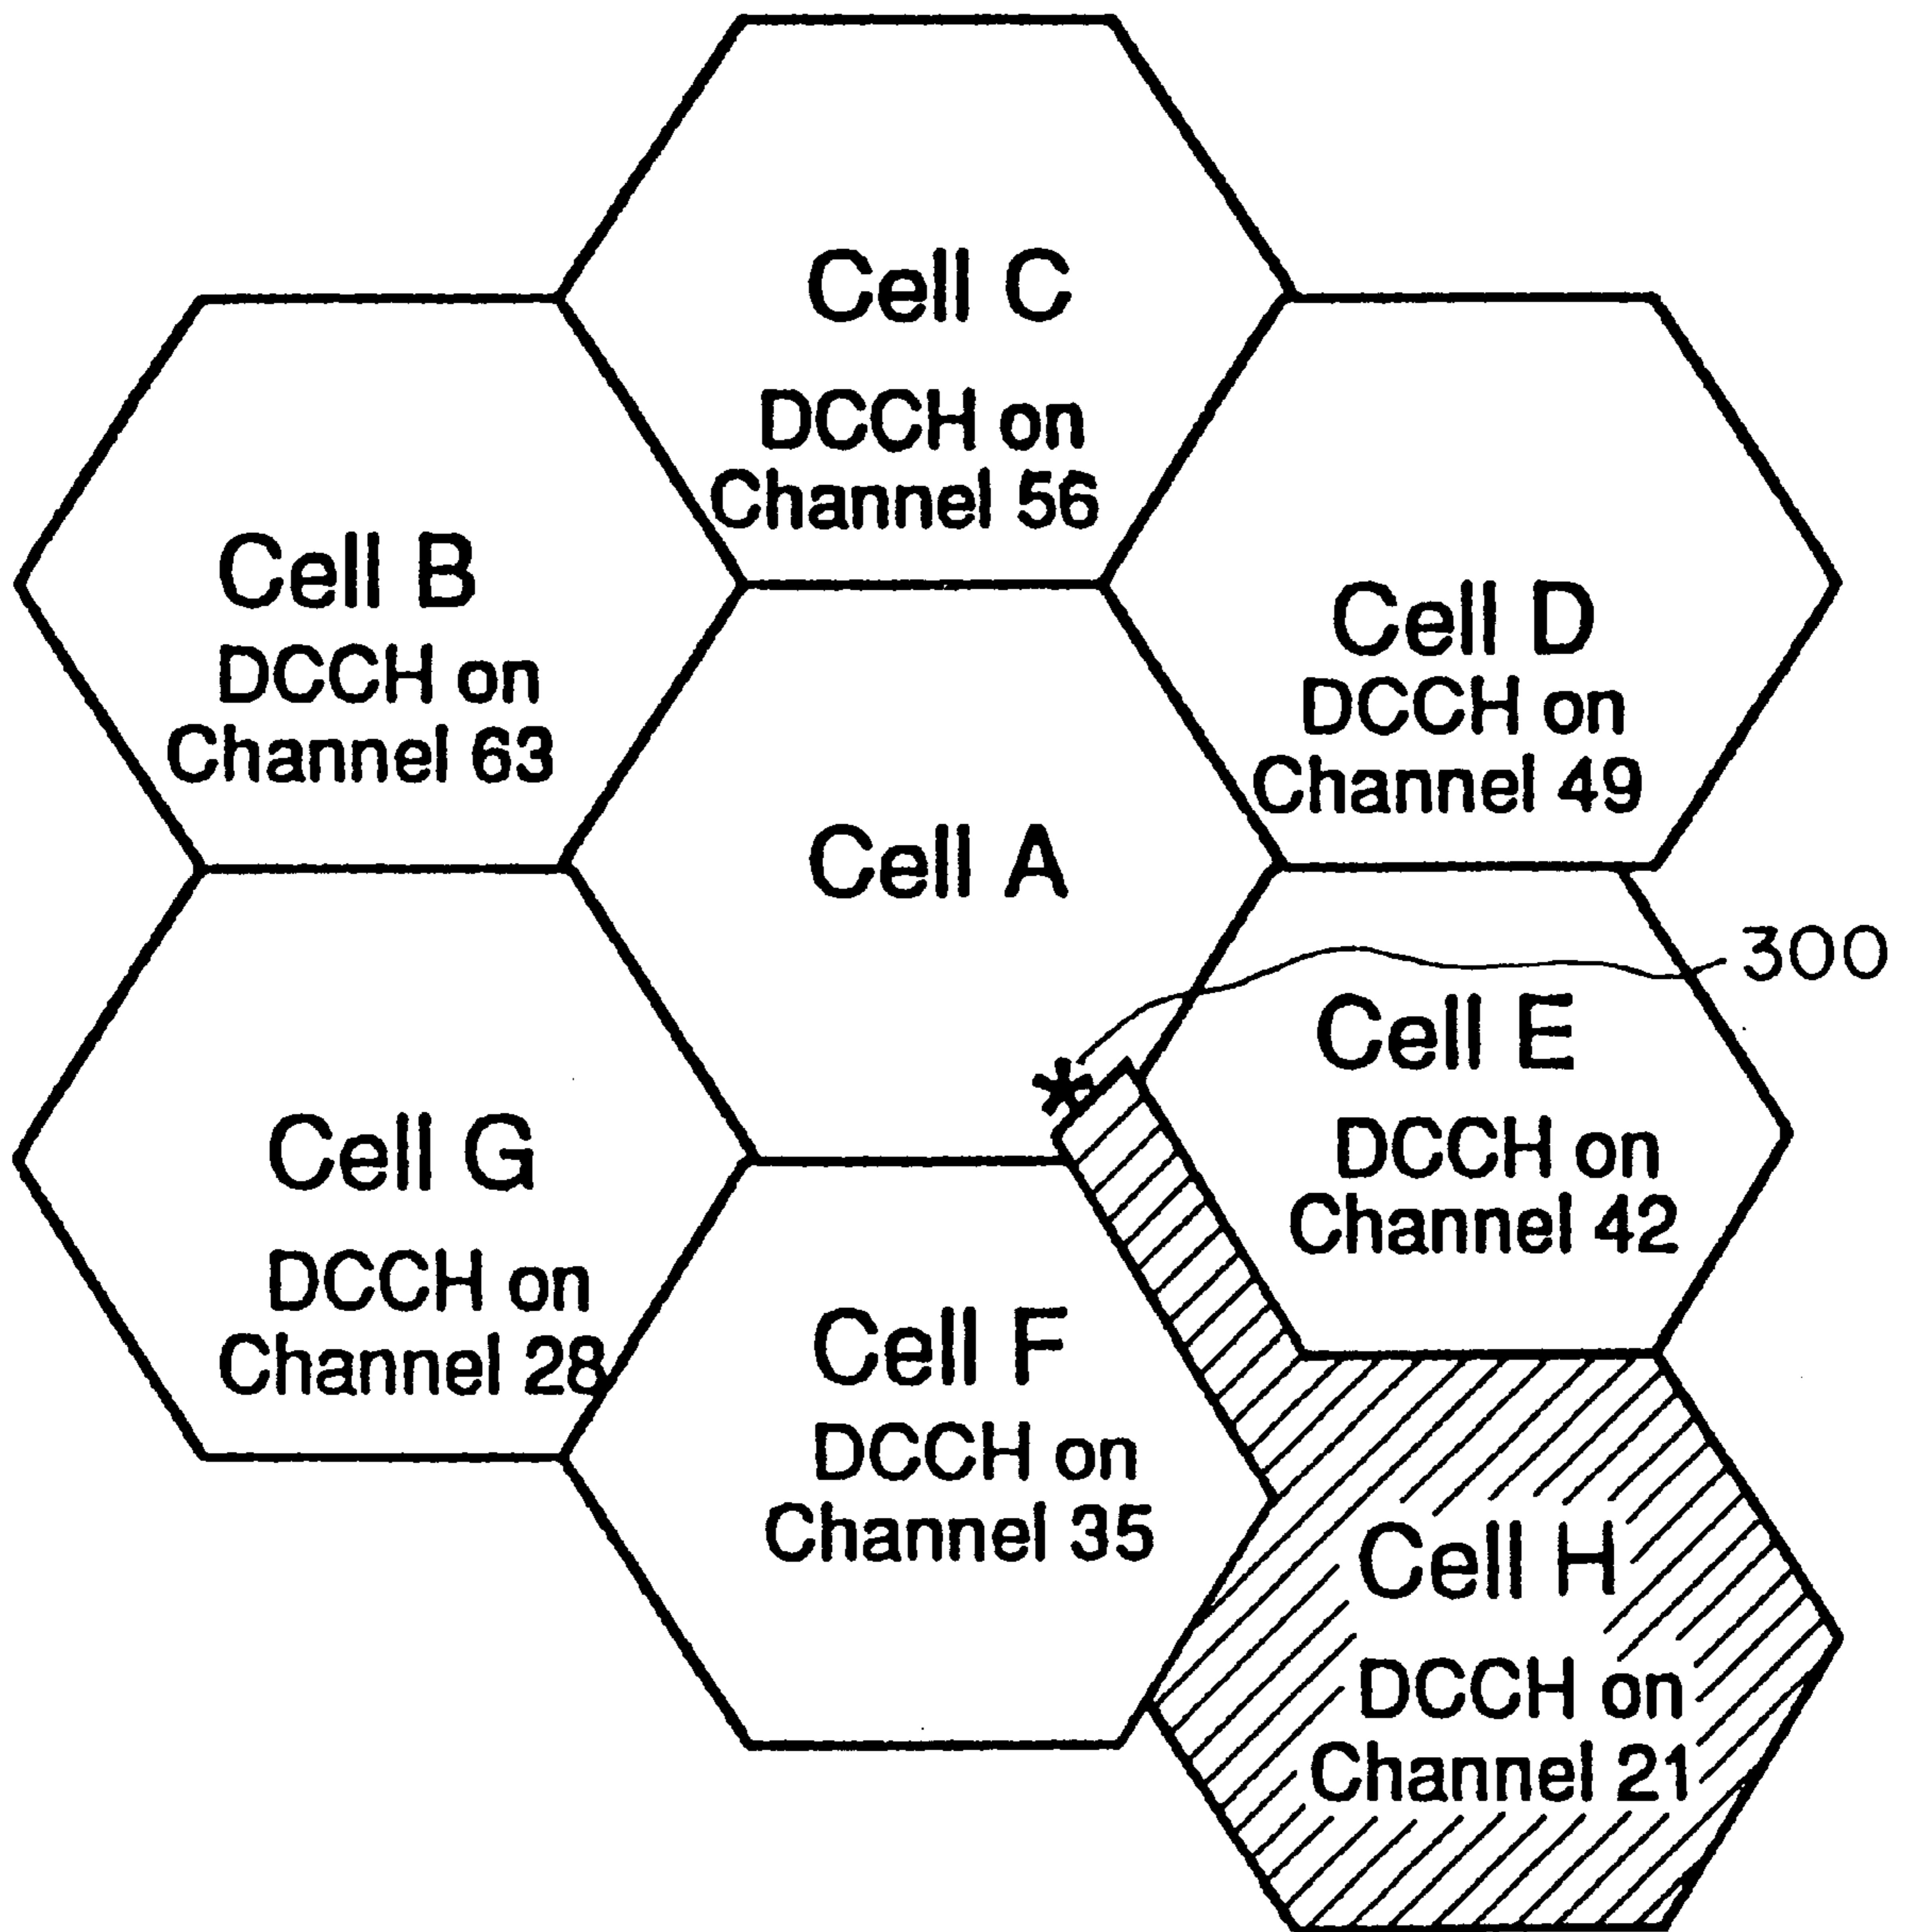 Cell C
DCCH on
Channel 56
Cell B
DCCH on
Channel 63
Cell D
DCCH on
Channel 49
Cell A
300
Cell E
DCCH on
Channel 42
Cell G
DCCH on
Channel 28
*
Cell F
DCCH on
Channel 35
Cell H
DCCH on
Channel 21